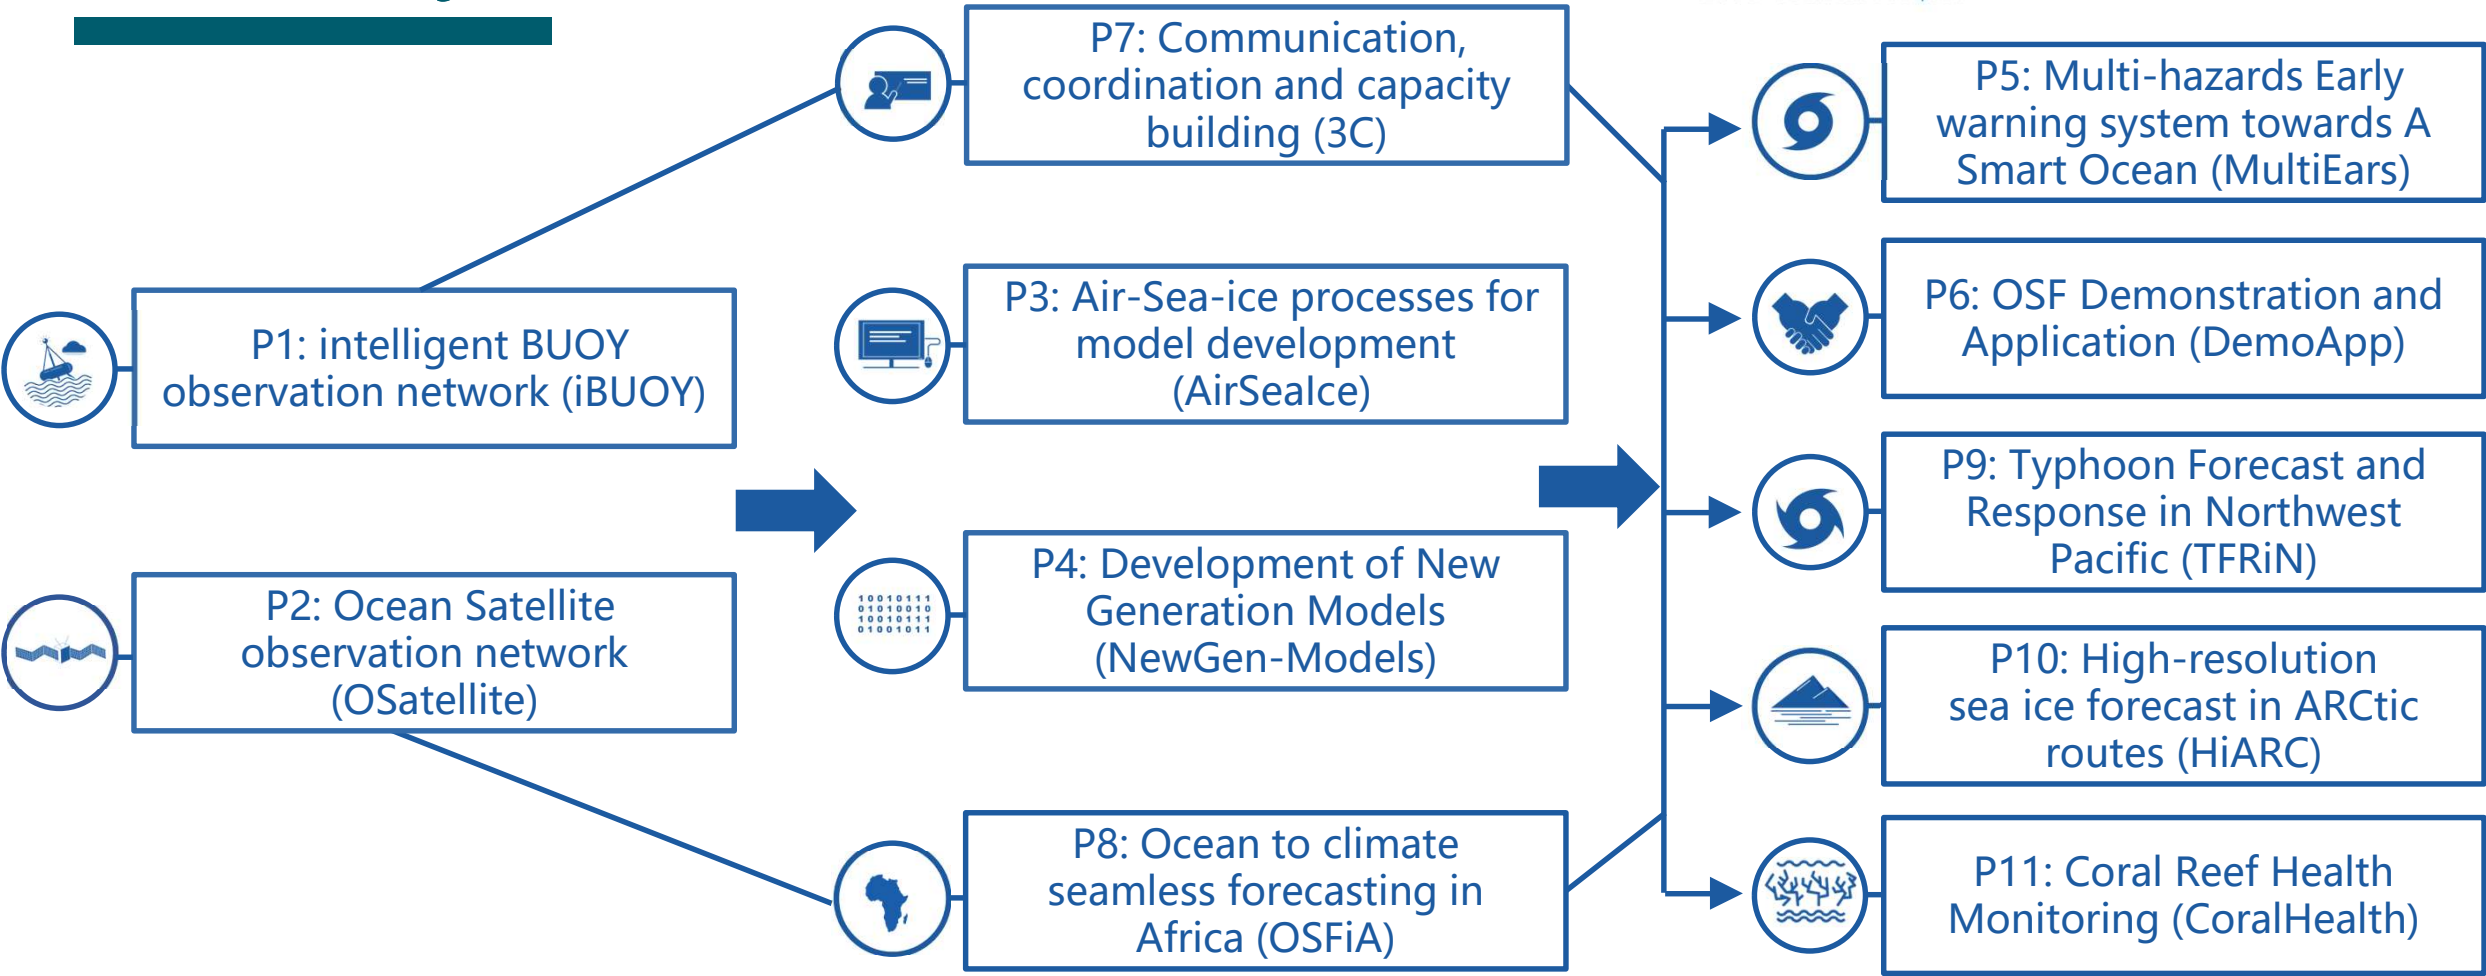 P1: intelligent BUOY
observation network (iBUOY)
P2: Ocean Satellite
observation network
(OSatellite)
P7: Communication,
coordination and capacity
building (3C)
P3: Air-Sea-ice processes for
model development
(AirSeaIce)
10010111
01010010
10010111
01001011
P4: Development of New
Generation Models
(NewGen-Models)
P8: Ocean to climate
seamless forecasting in
Africa (OSFiA)
P5: Multi-hazards Early
warning system towards A
Smart Ocean (MultiEars)
P6: OSF Demonstration and
Application (DemoApp)
P9: Typhoon Forecast and
Response in Northwest
Pacific (TFRiN)
P10: High-resolution
sea ice forecast in ARCtic
routes (HiARC)
P11: Coral Reef Health
Monitoring (CoralHealth)